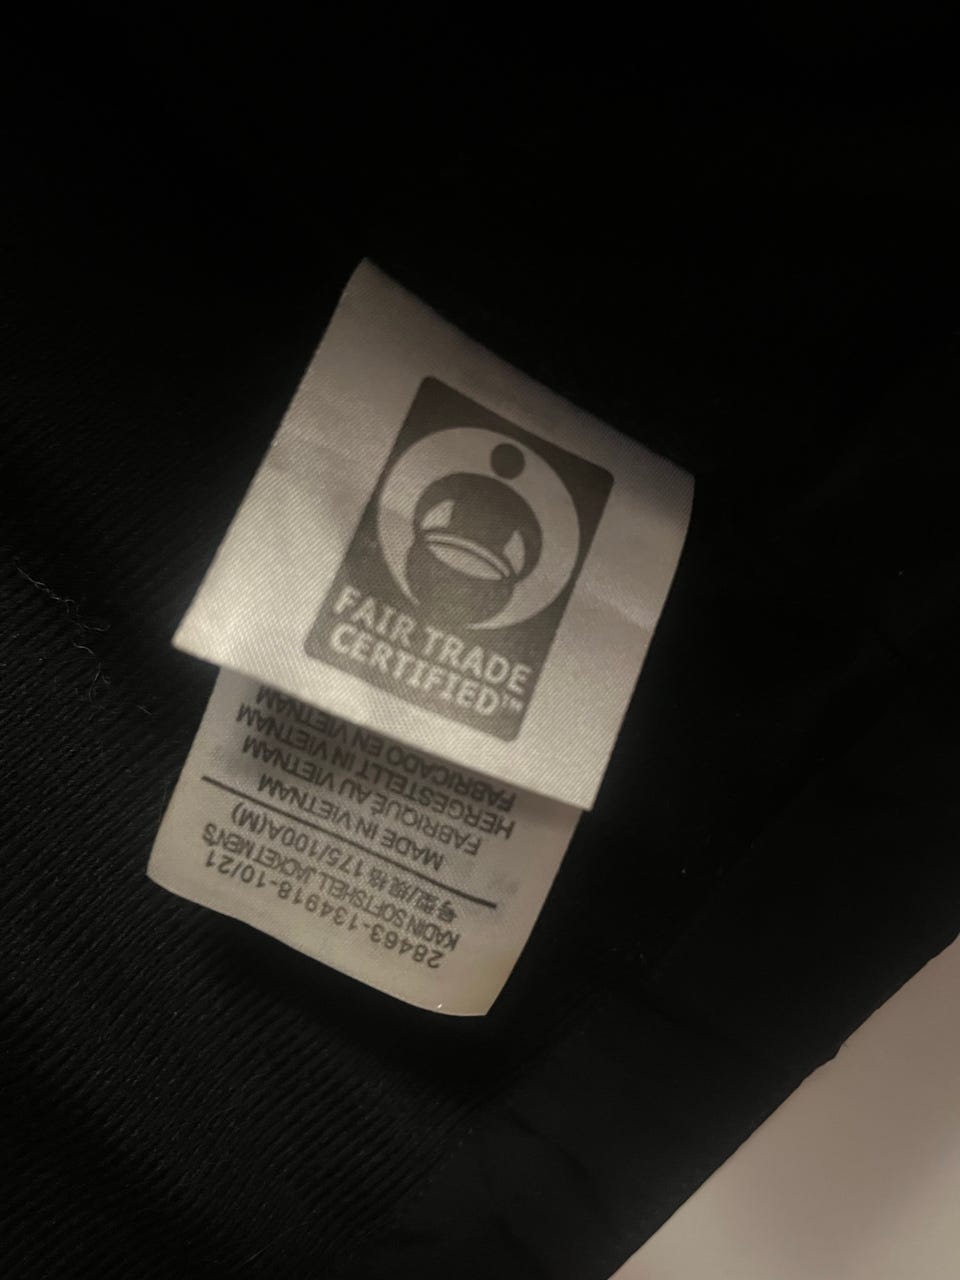 FAIR TRADE
CERTIFIED™
28463-134918-10/21
KADIN SOFTSHELL JACKET MEN'S
号型/规格 175/100A(M)
MADE IN VIETNAM
FABRIQUÉ AU VIETNAM
HERGESTELLT IN VIETNAM
FABRICADO EN VIETNAM